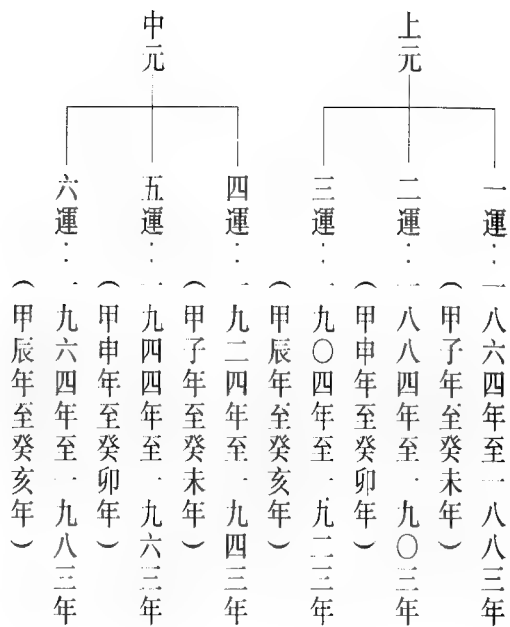 上元
一運：一八六四年至一八八三年
（甲子年至癸未年）
二運：一八八四年至一九〇三年
（甲申年至癸卯年）
三運：一九〇四年至一九二三年
（甲辰年至癸亥年）
中元
四運：一九二四年至一九四三年
（甲子年至癸未年）
五運：一九四四年至一九六三年
（甲申年至癸卯年）
六運：一九六四年至一九八三年
（甲辰年至癸亥年）